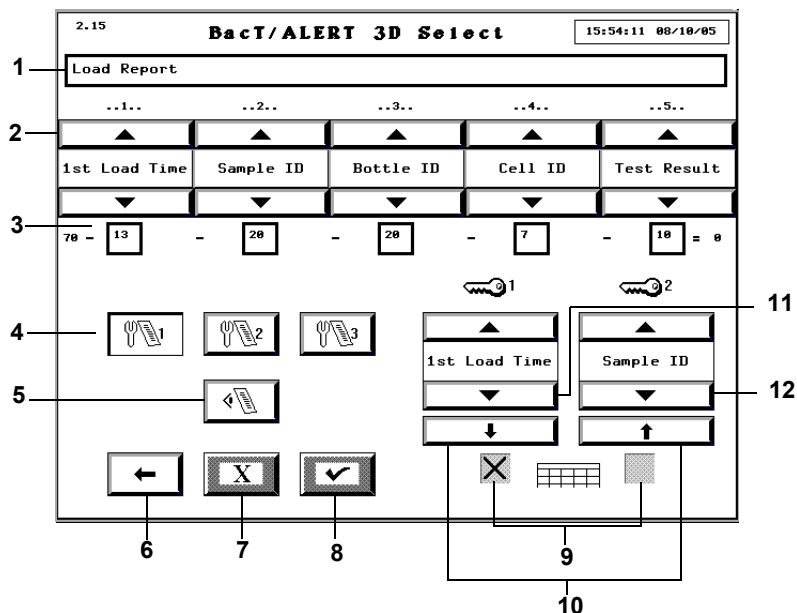 2.15 BacT/ALERT 3D Select 15:54:11 08/10/05
1 Load Report
..1.. ..2.. ..3.. ..4.. ..5..
2
1st Load Time Sample ID Bottle ID Cell ID Test Result
3 70 - 13 - 20 - 20 - 7 - 10 = 0
1 2
11
4 1 2 3
1st Load Time Sample ID
5 12
X
6 7 8 9
10